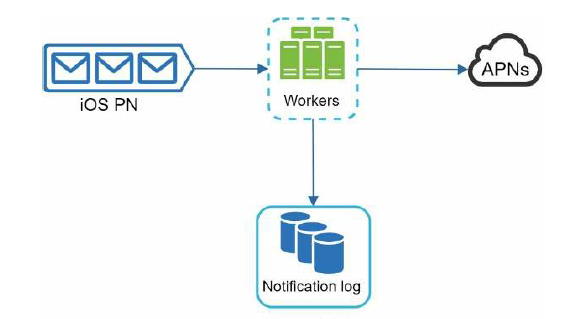 iOS PN
Workers
APNs
Notification log